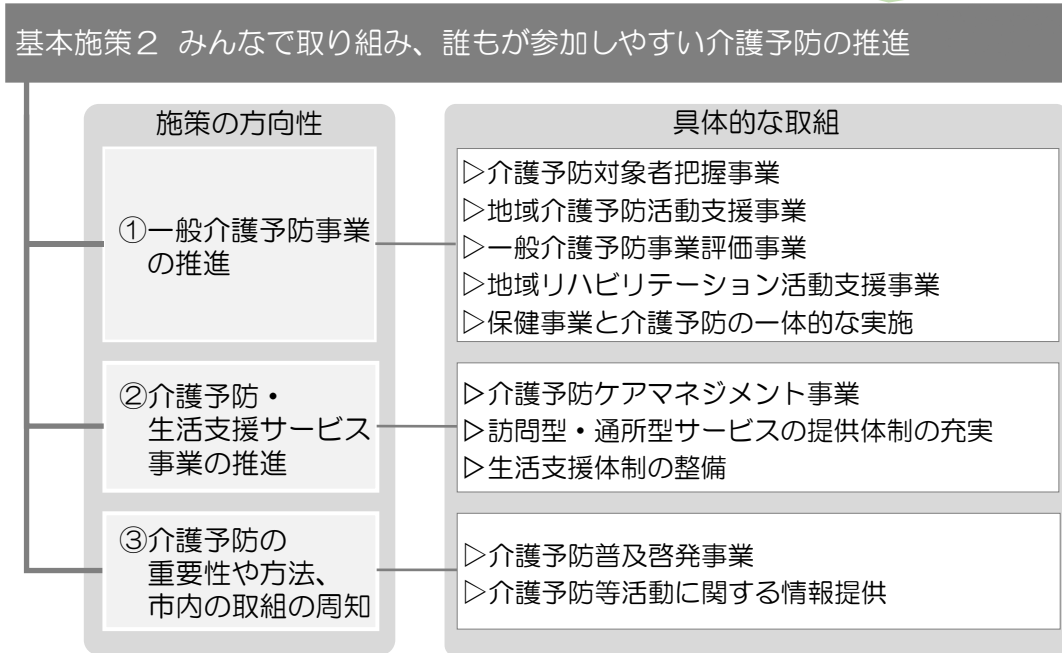 基本施策２ みんなで取り組み、誰もが参加しやすい介護予防の推進
施策の方向性
具体的な取組
①一般介護予防事業
の推進
▷介護予防対象者把握事業
▷地域介護予防活動支援事業
▷一般介護予防事業評価事業
▷地域リハビリテーション活動支援事業
▷保健事業と介護予防の一体的な実施
②介護予防・
生活支援サービス
事業の推進
▷介護予防ケアマネジメント事業
▷訪問型・通所型サービスの提供体制の充実
▷生活支援体制の整備
③介護予防の
重要性や方法、
市内の取組の周知
▷介護予防普及啓発事業
▷介護予防等活動に関する情報提供